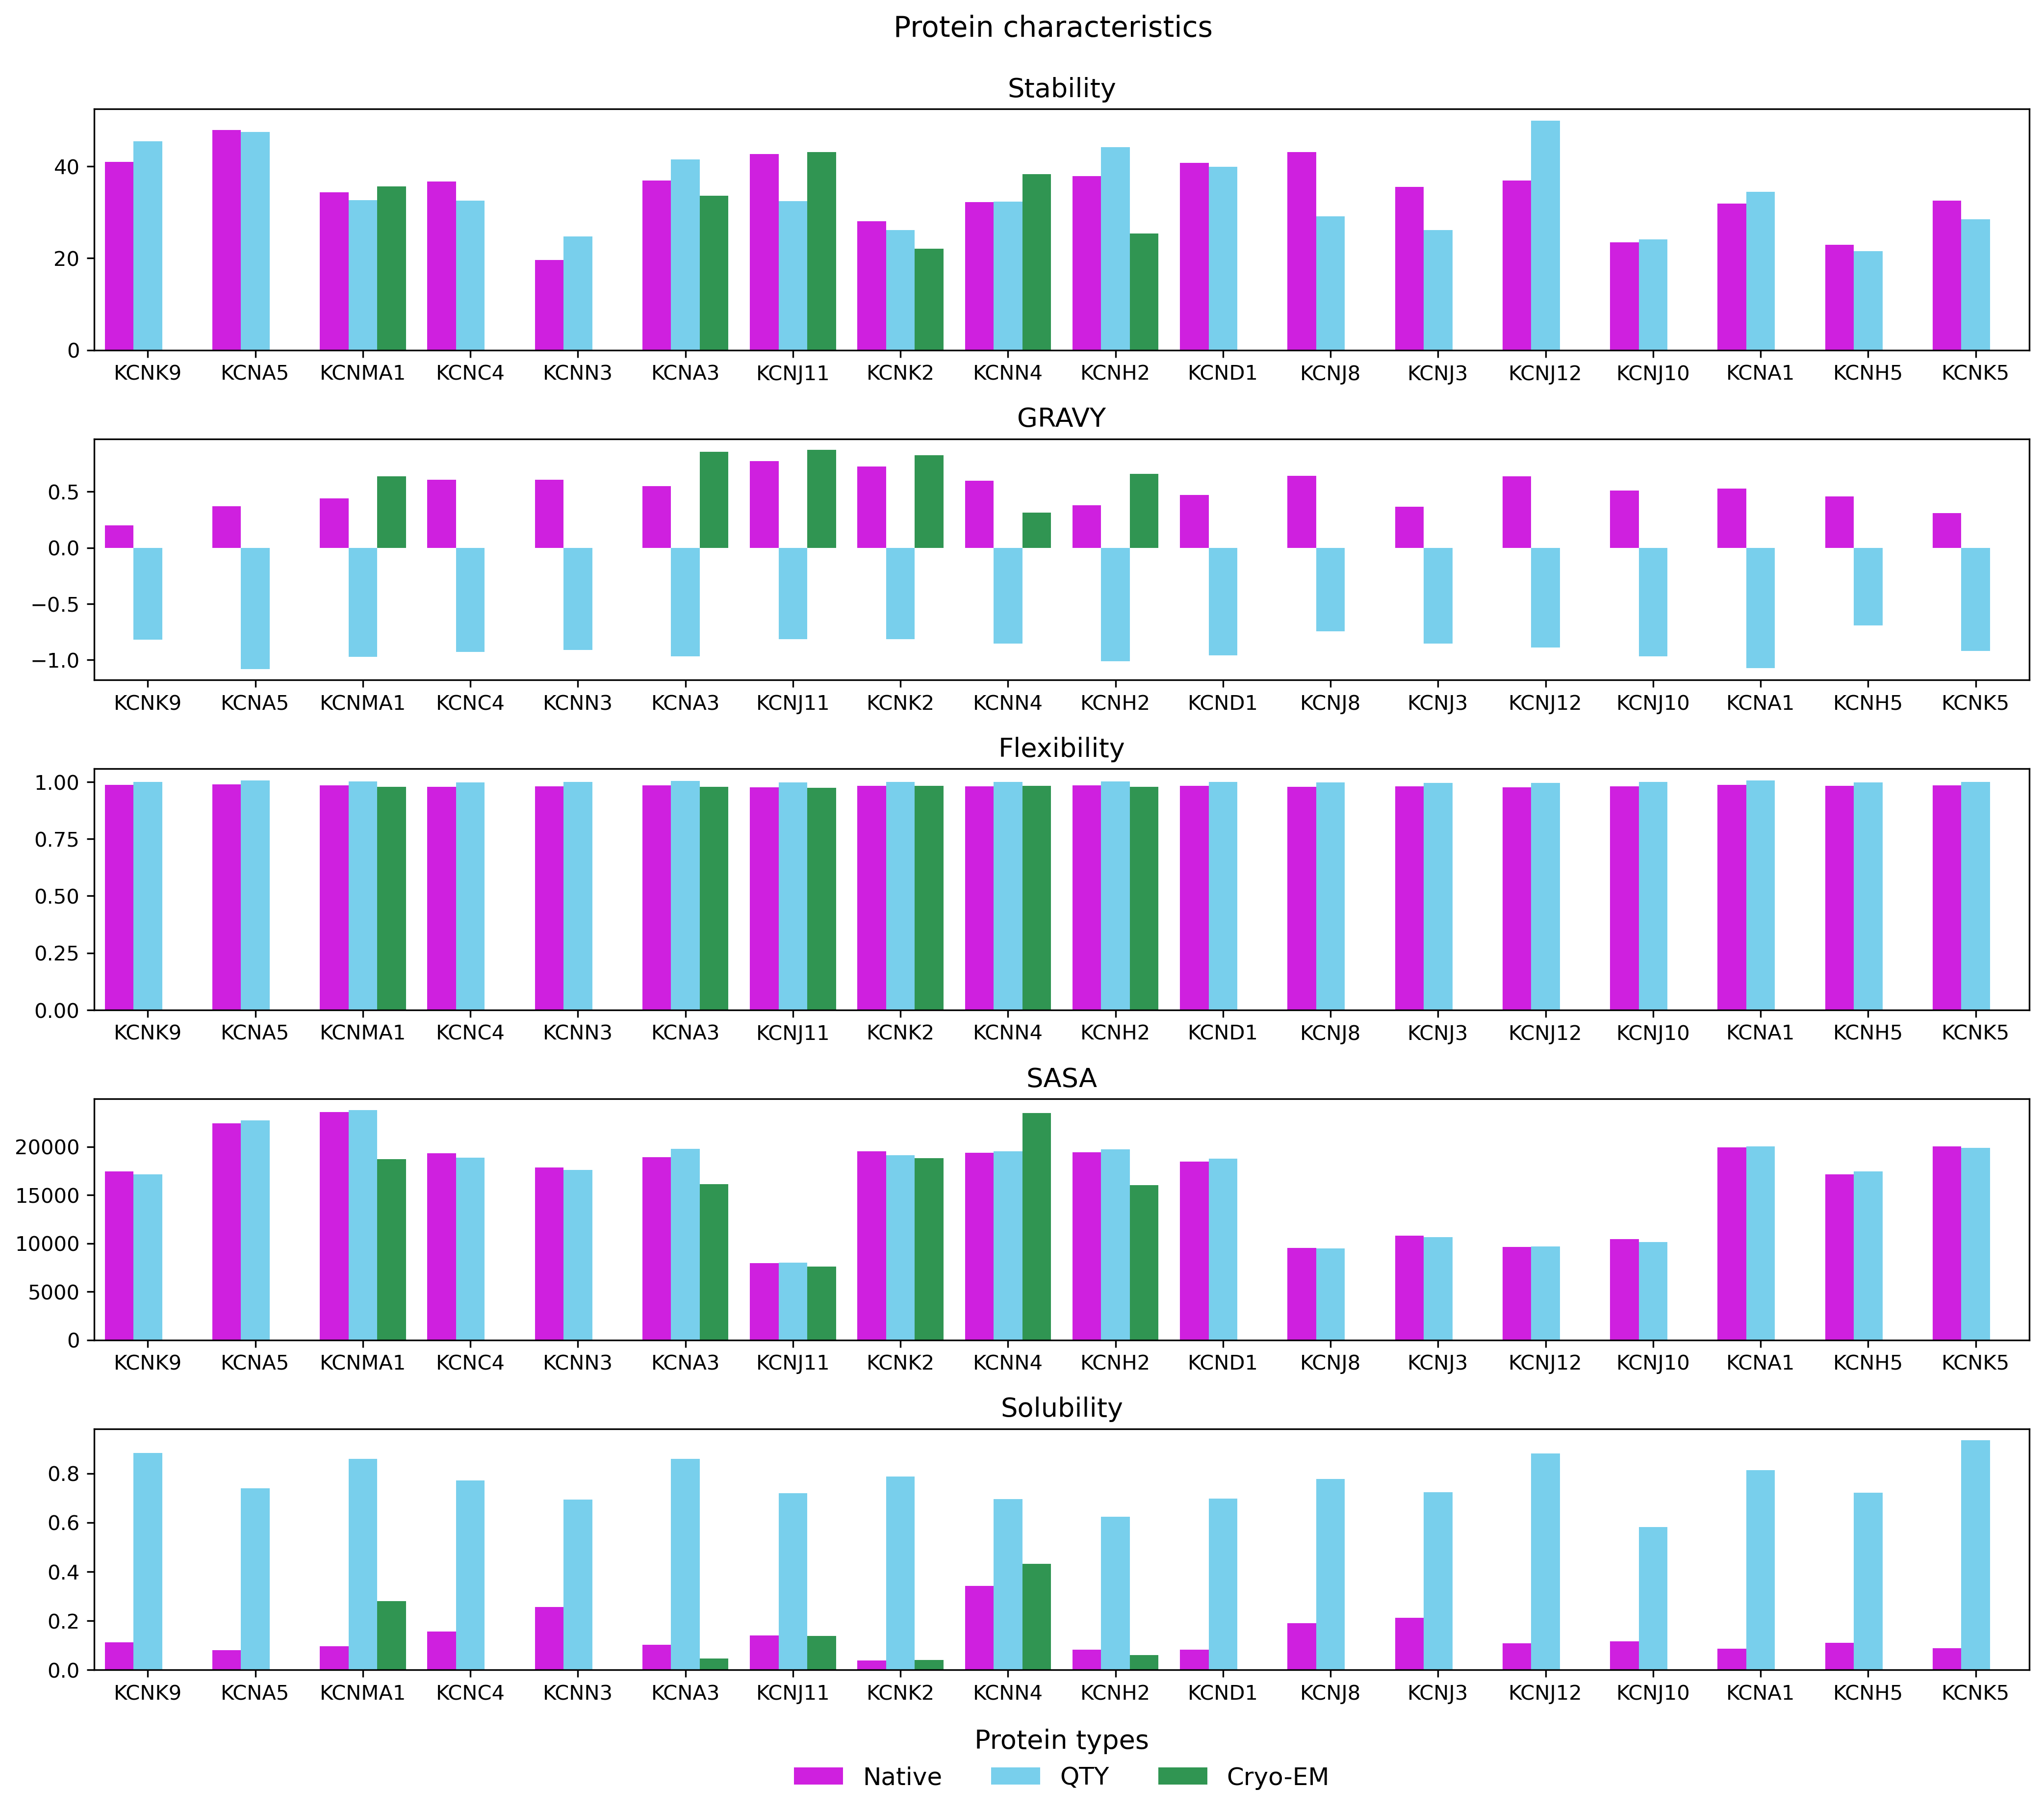 Protein characteristics
Stability
40
20
0
KCNK9 KCNA5 KCNMA1 KCNC4 KCNN3 KCNA3 KCNJ11 KCNK2 KCNN4 KCNH2 KCND1 KCNJ8 KCNJ3 KCNJ12 KCNJ10 KCNA1 KCNH5 KCNK5
GRAVY
0.5
0.0
−0.5
−1.0
KCNK9 KCNA5 KCNMA1 KCNC4 KCNN3 KCNA3 KCNJ11 KCNK2 KCNN4 KCNH2 KCND1 KCNJ8 KCNJ3 KCNJ12 KCNJ10 KCNA1 KCNH5 KCNK5
Flexibility
1.00
0.75
0.50
0.25
0.00
KCNK9 KCNA5 KCNMA1 KCNC4 KCNN3 KCNA3 KCNJ11 KCNK2 KCNN4 KCNH2 KCND1 KCNJ8 KCNJ3 KCNJ12 KCNJ10 KCNA1 KCNH5 KCNK5
SASA
20000
15000
10000
5000
0
KCNK9 KCNA5 KCNMA1 KCNC4 KCNN3 KCNA3 KCNJ11 KCNK2 KCNN4 KCNH2 KCND1 KCNJ8 KCNJ3 KCNJ12 KCNJ10 KCNA1 KCNH5 KCNK5
Solubility
0.8
0.6
0.4
0.2
0.0
KCNK9 KCNA5 KCNMA1 KCNC4 KCNN3 KCNA3 KCNJ11 KCNK2 KCNN4 KCNH2 KCND1 KCNJ8 KCNJ3 KCNJ12 KCNJ10 KCNA1 KCNH5 KCNK5
Protein types
Native QTY Cryo-EM